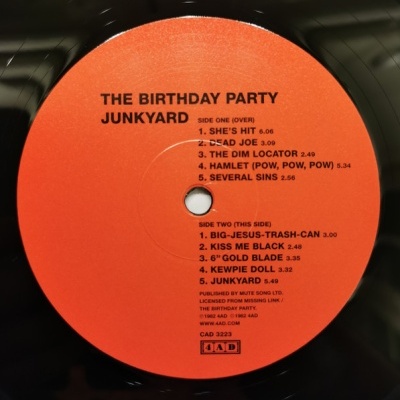 THE BIRTHDAY PARTY
JUNKYARD
SIDE ONE (OVER)
1. SHE'S HIT 6.06
2. DEAD JOE 3.09
3. THE DIM LOCATOR 2.49
4. HAMLET (POW, POW, POW) 5.34
5. SEVERAL SINS 2.56
SIDE TWO (THIS SIDE)
1. BIG-JESUS-TRASH-CAN 3.00
2. KISS ME BLACK 2.46
3. 6" GOLD BLADE 3.35
4. KEWPIE DOLL 3.32
5. JUNKYARD 5.49
PUBLISHED BY MUTE SONG LTD.
LICENSED FROM MISSING LINK /
THE BIRTHDAY PARTY.
℗1982 4AD ©1982 4AD
WWW.4AD.COM
CAD 3223
4AD